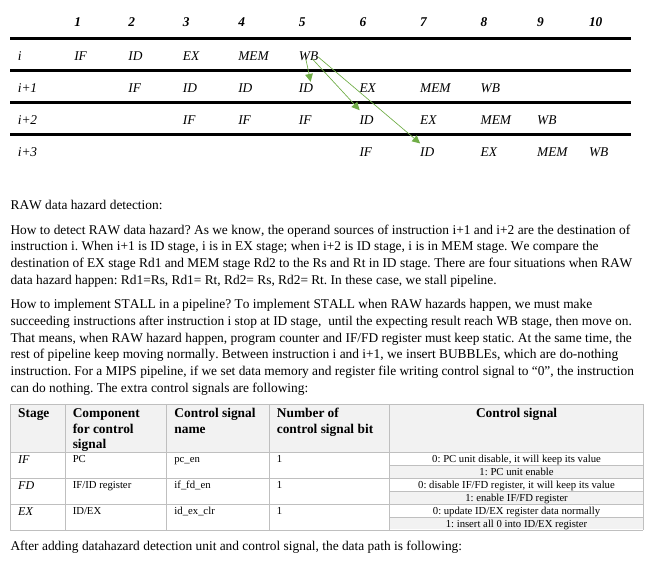 1 2 3 4 5 6 7 8 9 10
i IF ID EX MEM WB
i+1 IF ID ID ID EX MEM WB
i+2 IF IF IF ID EX MEM WB
i+3 IF ID EX MEM WB
RAW data hazard detection:
How to detect RAW data hazard? As we know, the operand sources of instruction i+1 and i+2 are the destination of
instruction i. When i+1 is ID stage, i is in EX stage; when i+2 is ID stage, i is in MEM stage. We compare the
destination of EX stage Rd1 and MEM stage Rd2 to the Rs and Rt in ID stage. There are four situations when RAW
data hazard happen: Rd1=Rs, Rd1= Rt, Rd2= Rs, Rd2= Rt. In these case, we stall pipeline.
How to implement STALL in a pipeline? To implement STALL when RAW hazards happen, we must make
succeeding instructions after instruction i stop at ID stage, until the expecting result reach WB stage, then move on.
That means, when RAW hazard happen, program counter and IF/FD register must keep static. At the same time, the
rest of pipeline keep moving normally. Between instruction i and i+1, we insert BUBBLEs, which are do-nothing
instruction. For a MIPS pipeline, if we set data memory and register file writing control signal to “0”, the instruction
can do nothing. The extra control signals are following:
Stage Component for control signal Control signal name Number of control signal bit Control signal
IF PC pc_en 1 0: PC unit disable, it will keep its value
1: PC unit enable
FD IF/ID register if_fd_en 1 0: disable IF/FD register, it will keep its value
1: enable IF/FD register
EX ID/EX id_ex_clr 1 0: update ID/EX register data normally
1: insert all 0 into ID/EX register
After adding datahazard detection unit and control signal, the data path is following: